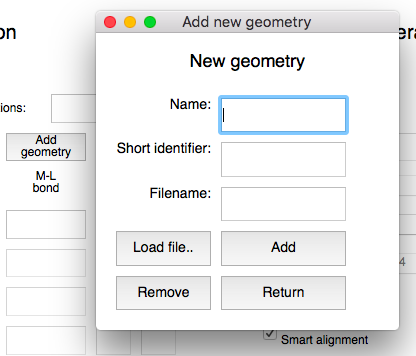 Add new geometry
on
New geometry
Name:
ions:
Add
geometry
Short identifier:
M-L
bond
Filename:
Load file..
Add
4
Remove
Return
Smart alignment